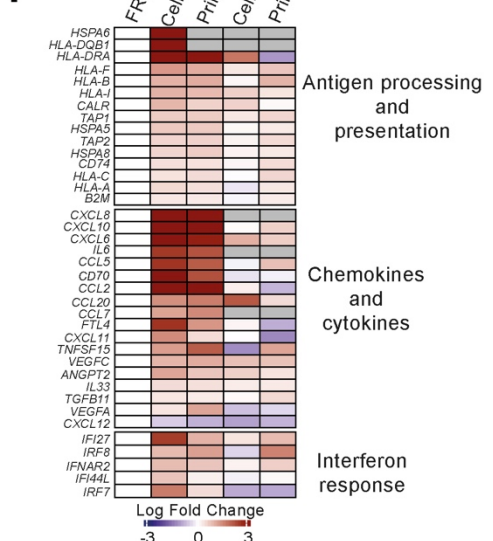 FR
Cel
Pri
Cel
Pri
HSPA6
HLA-DQB1
HLA-DRA
HLA-F
HLA-B
HLA-I
CALR
TAP1
HSPA5
TAP2
HSPA8
CD74
HLA-C
HLA-A
B2M
Antigen processing
and
presentation
CXCL8
CXCL10
CXCL6
IL6
CCL5
CD70
CCL2
CCL20
CCL7
FTL4
CXCL11
TNFSF15
VEGFC
ANGPT2
IL33
TGFB11
VEGFA
CXCL12
Chemokines
and
cytokines
IFI27
IRF8
IFNAR2
IFI44L
IRF7
Interferon
response
Log Fold Change
-3 0 3